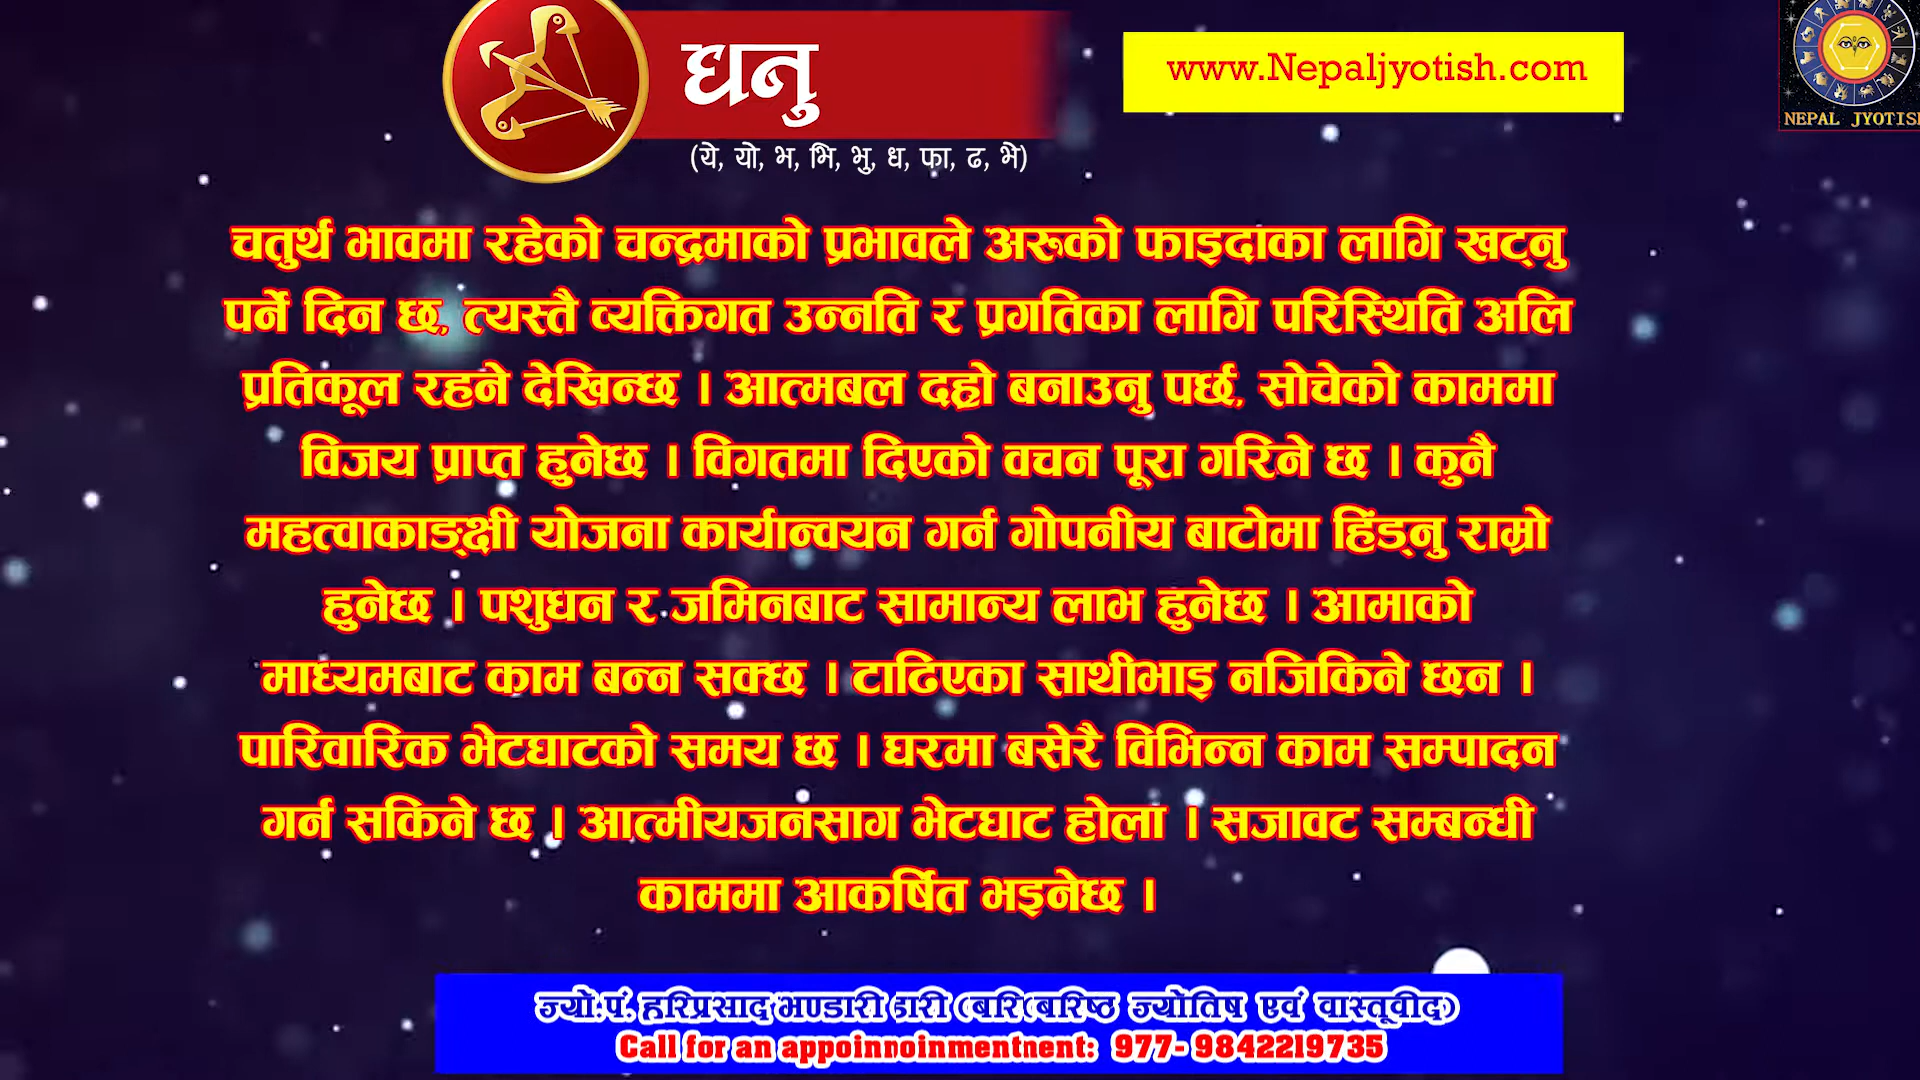 धनु
www.Nepaljyotish.com
NEPAL JYOTISH
(ये, यो, भ, भि, भु, ध, फा, ढ, भे)
चतुर्थ भावमा रहेको चन्द्रमाको प्रभावले अरुको फाइदाका लागि खट्नु
पर्ने दिन छ, त्यस्तै व्यक्तिगत उन्नति र प्रगतिका लागि परिस्थिति अलि
प्रतिकूल रहने देखिन्छ । आत्मबल दह्रो बनाउनु पर्छ, सोचेको काममा
विजय प्राप्त हुनेछ । विगतमा दिएको वचन पूरा गरिने छ । कुनै
महत्वाकाङ्क्षी योजना कार्यान्वयन गर्न गोपनीय बाटोमा हिंड्नु राम्रो
हुनेछ । पशुधन र जमिनबाट सामान्य लाभ हुनेछ । आमाको
माध्यमबाट काम बन्न सक्छ । टाढिएका साथीभाइ नजिकिने छन ।
पारिवारिक भेटघाटको समय छ । घरमा बसेरै विभिन्न काम सम्पादन
गर्न सकिने छ । आत्मीयजनसाग भेटघाट होला । सजावट सम्बन्धी
काममा आकर्षित भइनेछ ।
ज्यो.पं. हरिप्रसाद भण्डारी (बरिष्ठ ज्योतिष एवं वास्तूवीद)
Call for an 977- 9842219735